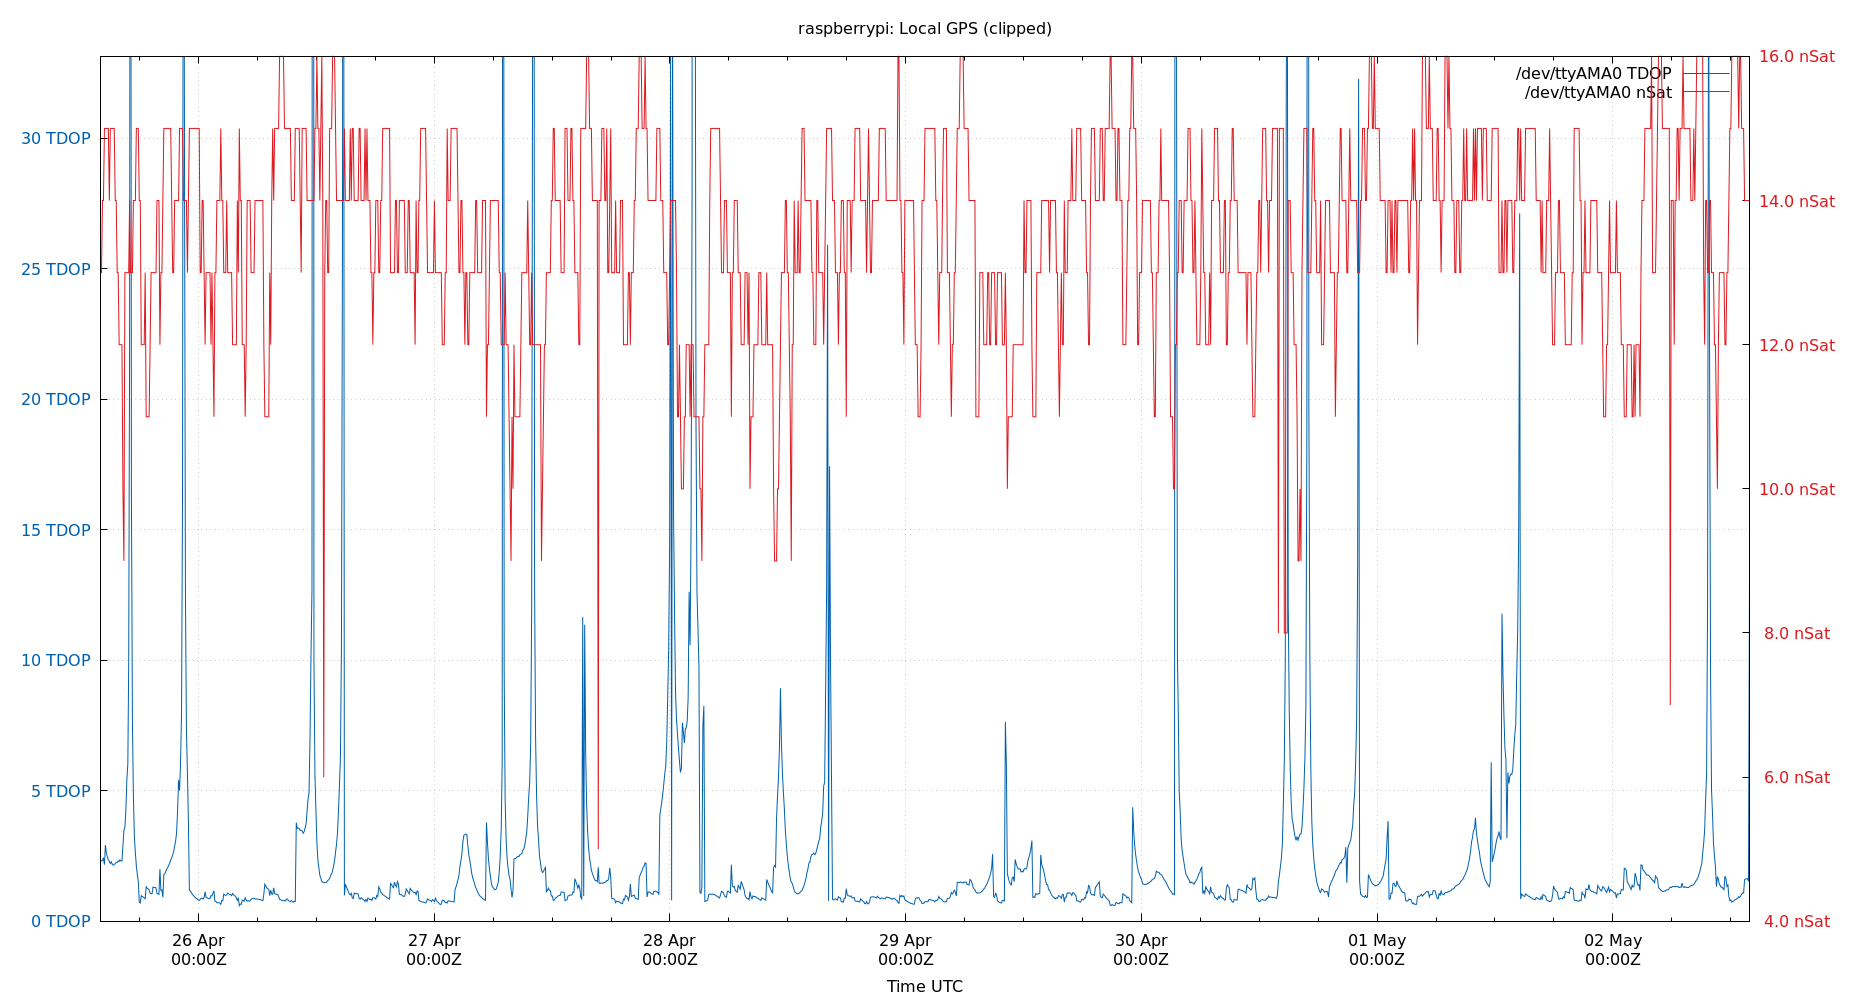 raspberrypi: Local GPS (clipped)
/dev/ttyAMA0 TDOP
/dev/ttyAMA0 nSat
30 TDOP
25 TDOP
20 TDOP
15 TDOP
10 TDOP
5 TDOP
0 TDOP
16.0 nSat
14.0 nSat
12.0 nSat
10.0 nSat
8.0 nSat
6.0 nSat
4.0 nSat
26 Apr
00:00Z
27 Apr
00:00Z
28 Apr
00:00Z
29 Apr
00:00Z
30 Apr
00:00Z
01 May
00:00Z
02 May
00:00Z
Time UTC